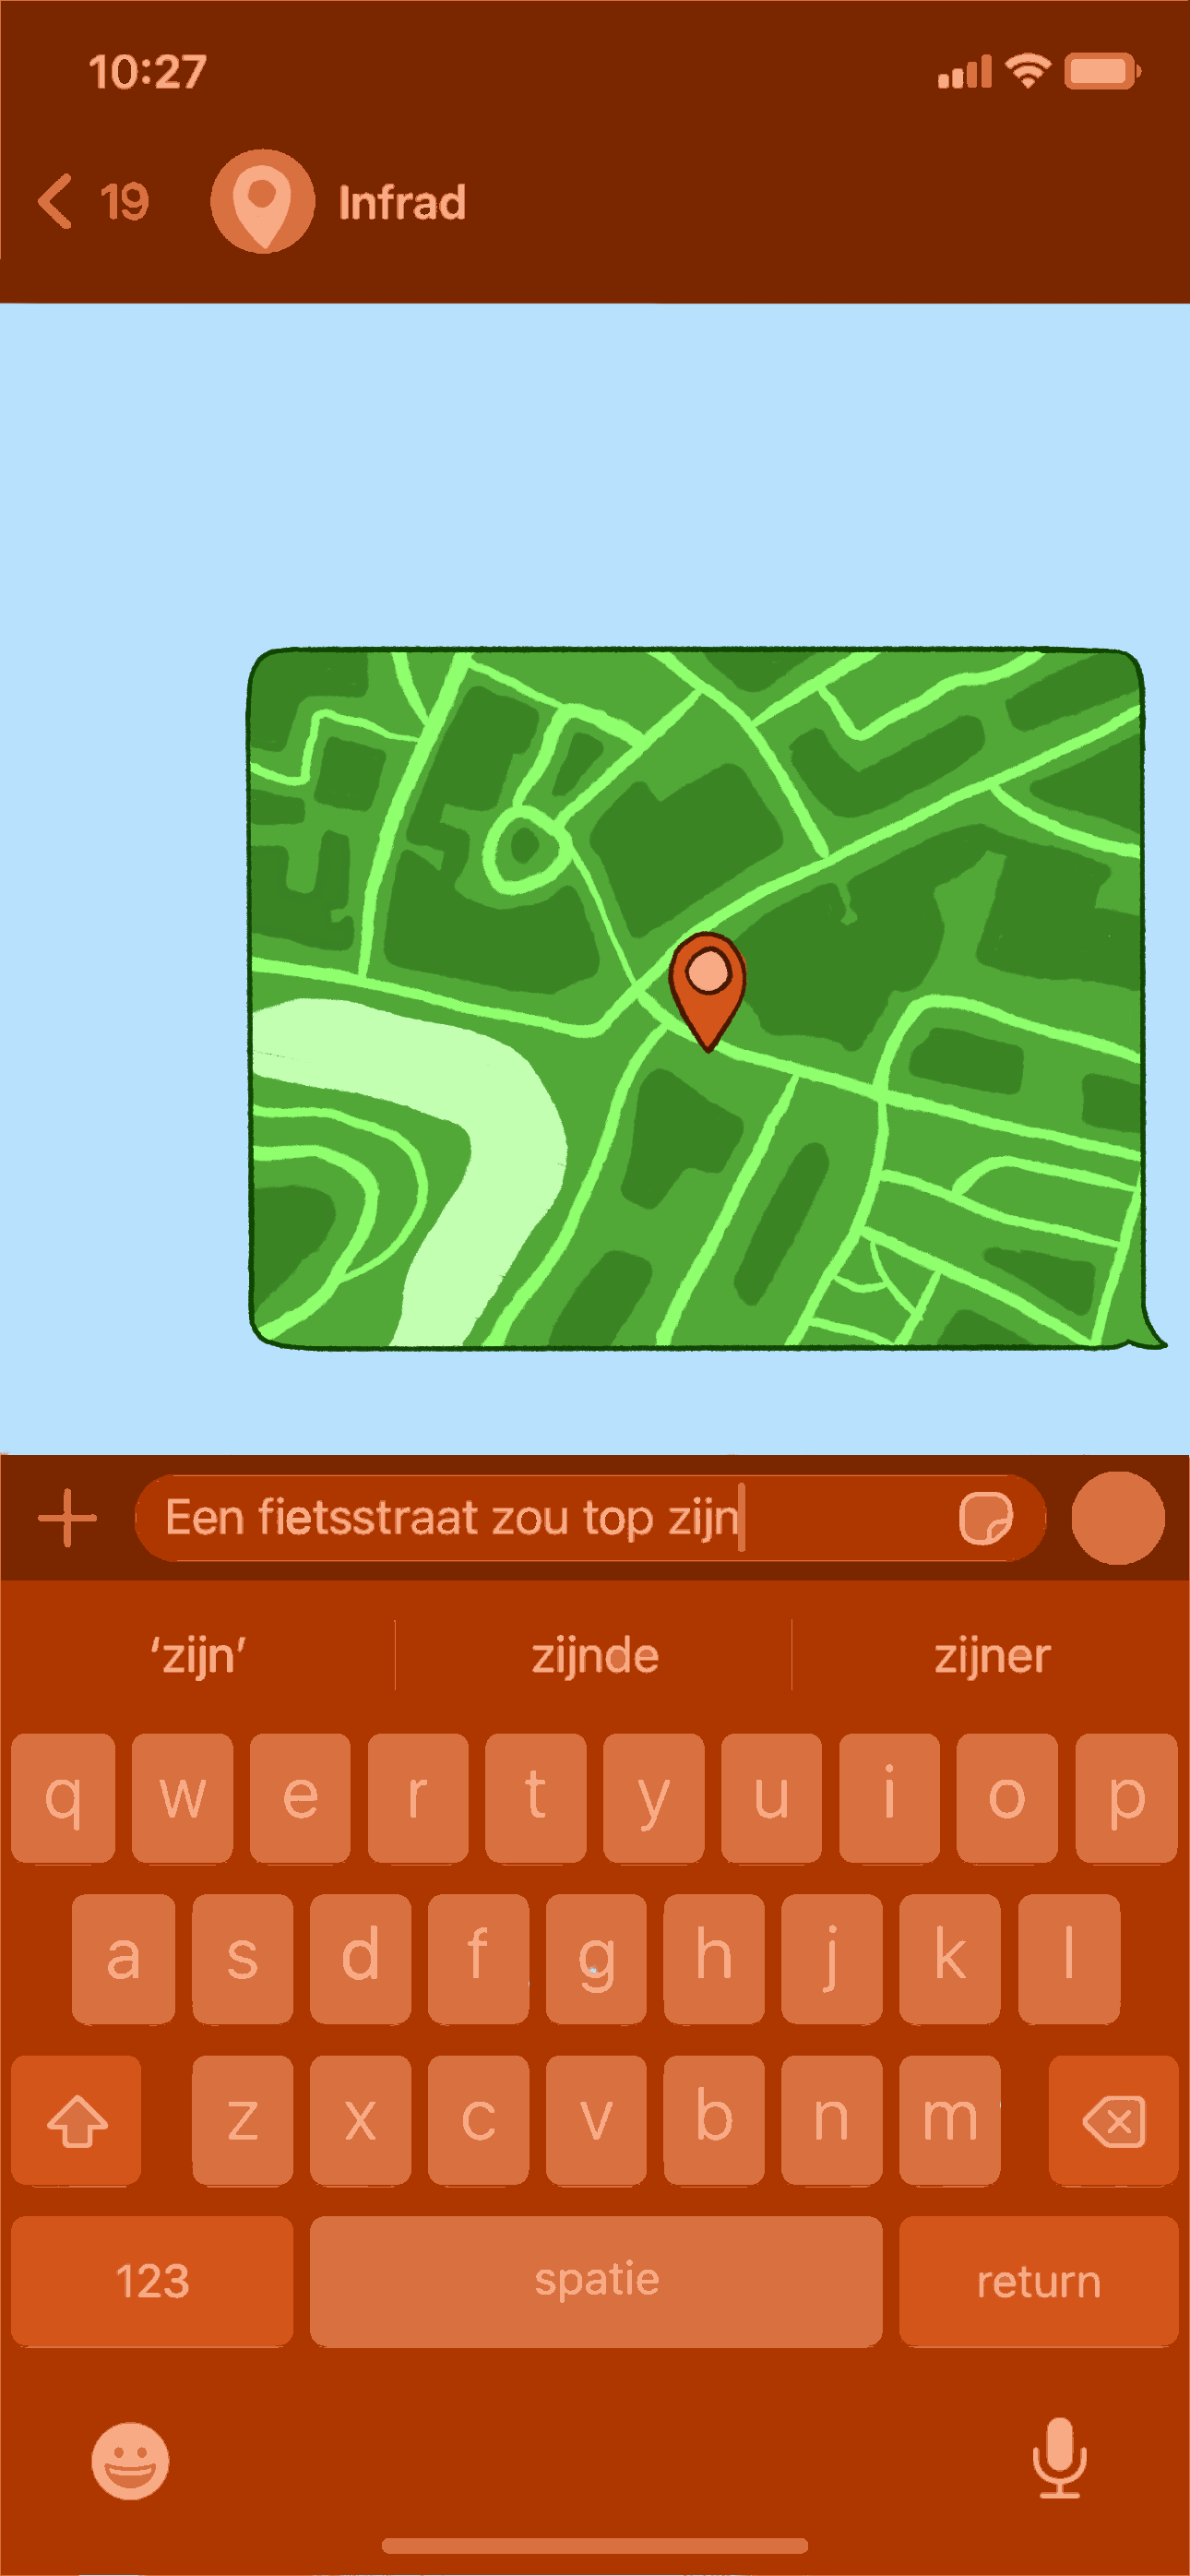 10:27
19 Infrad
Een fietsstraat zou top zijn
‘zijn’ zijnde zijner
q w e r t y u i o p
a s d f g h j k l
z x c v b n m
123 spatie return